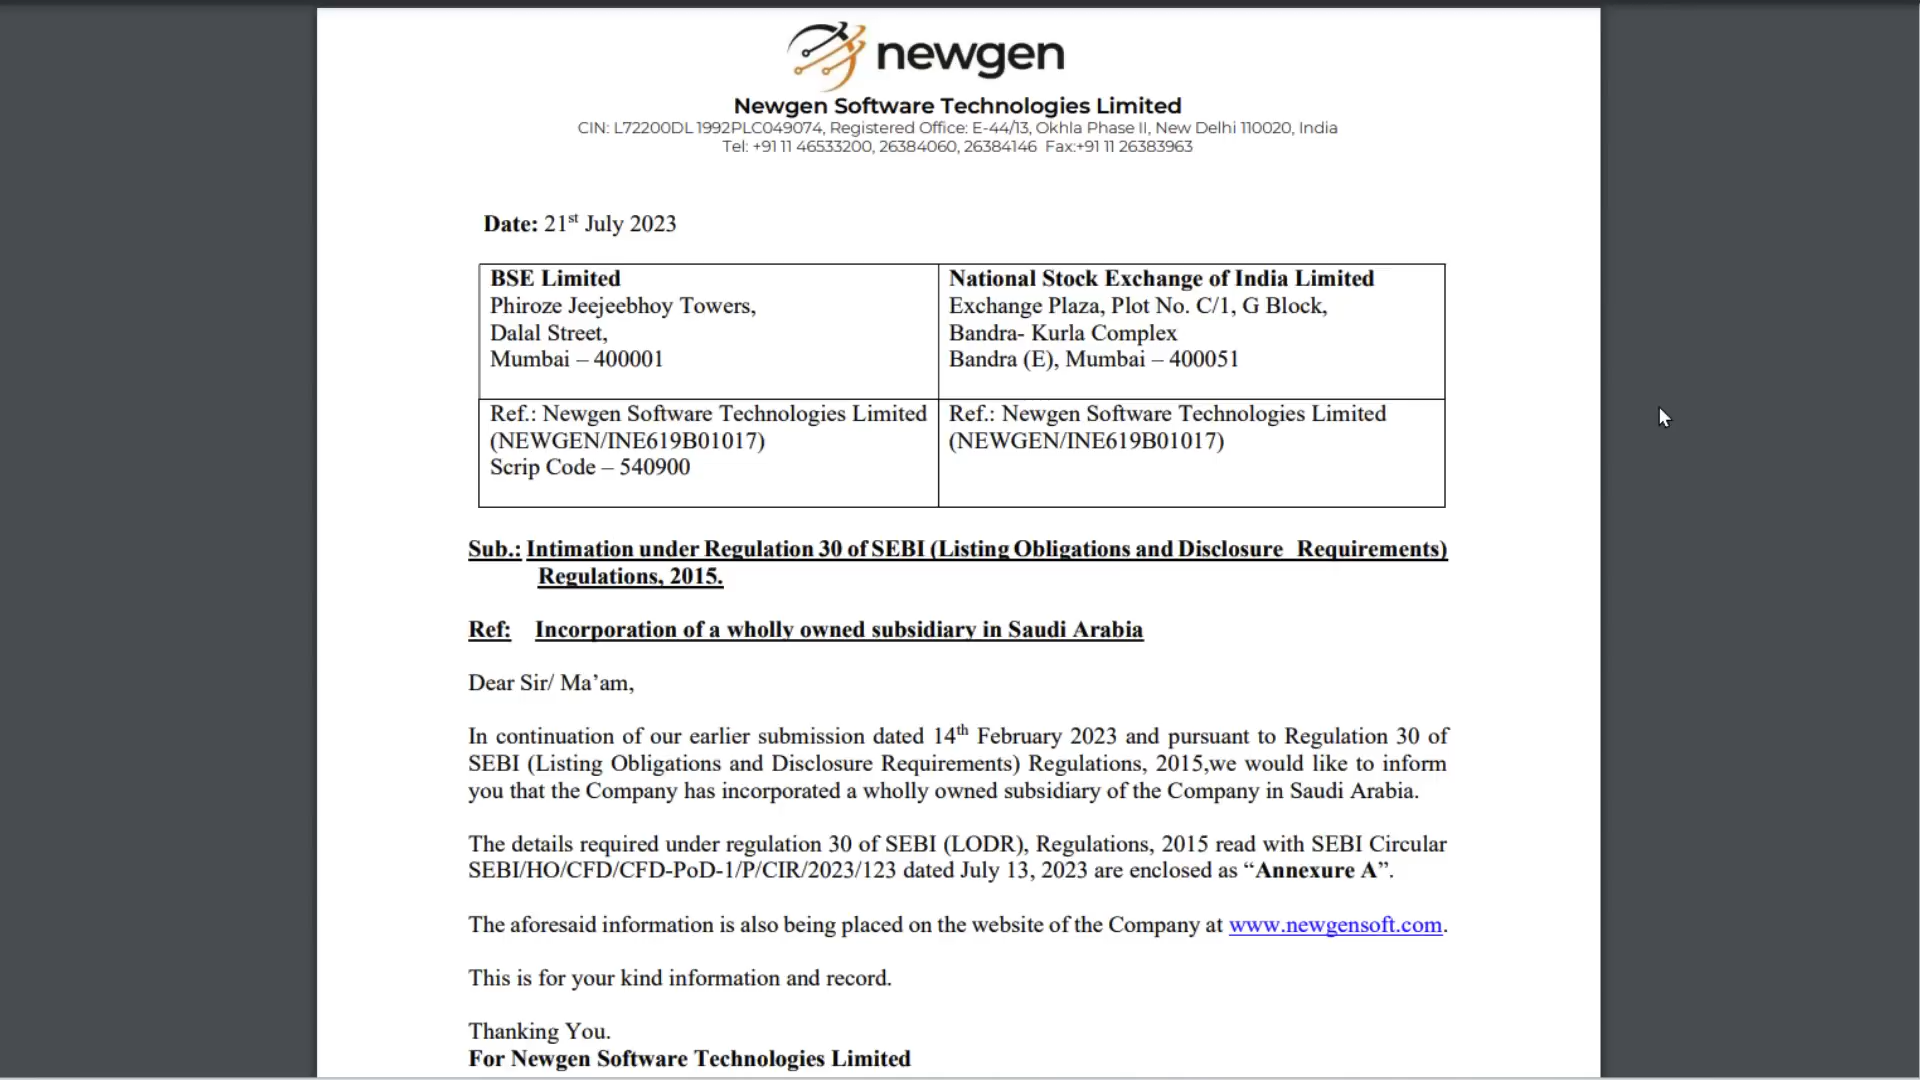 newgen
Newgen Software Technologies Limited
CIN: L72200DL1992PLC049074, Registered Office: E-44/13, Okhla Phase II, New Delhi 110020, India
Tel: +91 11 46533200, 26384060, 26384146 Fax:+91 11 26383963
Date: 21st July 2023
BSE Limited
Phiroze Jeejeebhoy Towers,
Dalal Street,
Mumbai – 400001
National Stock Exchange of India Limited
Exchange Plaza, Plot No. C/1, G Block,
Bandra- Kurla Complex
Bandra (E), Mumbai – 400051
Ref.: Newgen Software Technologies Limited
(NEWGEN/INE619B01017)
Scrip Code – 540900
Ref.: Newgen Software Technologies Limited
(NEWGEN/INE619B01017)
Sub.: Intimation under Regulation 30 of SEBI (Listing Obligations and Disclosure Requirements)
Regulations, 2015.
Ref: Incorporation of a wholly owned subsidiary in Saudi Arabia
Dear Sir/ Ma’am,
In continuation of our earlier submission dated 14th February 2023 and pursuant to Regulation 30 of
SEBI (Listing Obligations and Disclosure Requirements) Regulations, 2015,we would like to inform
you that the Company has incorporated a wholly owned subsidiary of the Company in Saudi Arabia.
The details required under regulation 30 of SEBI (LODR), Regulations, 2015 read with SEBI Circular
SEBI/HO/CFD/CFD-PoD-1/P/CIR/2023/123 dated July 13, 2023 are enclosed as “Annexure A”.
The aforesaid information is also being placed on the website of the Company at www.newgensoft.com.
This is for your kind information and record.
Thanking You.
For Newgen Software Technologies Limited